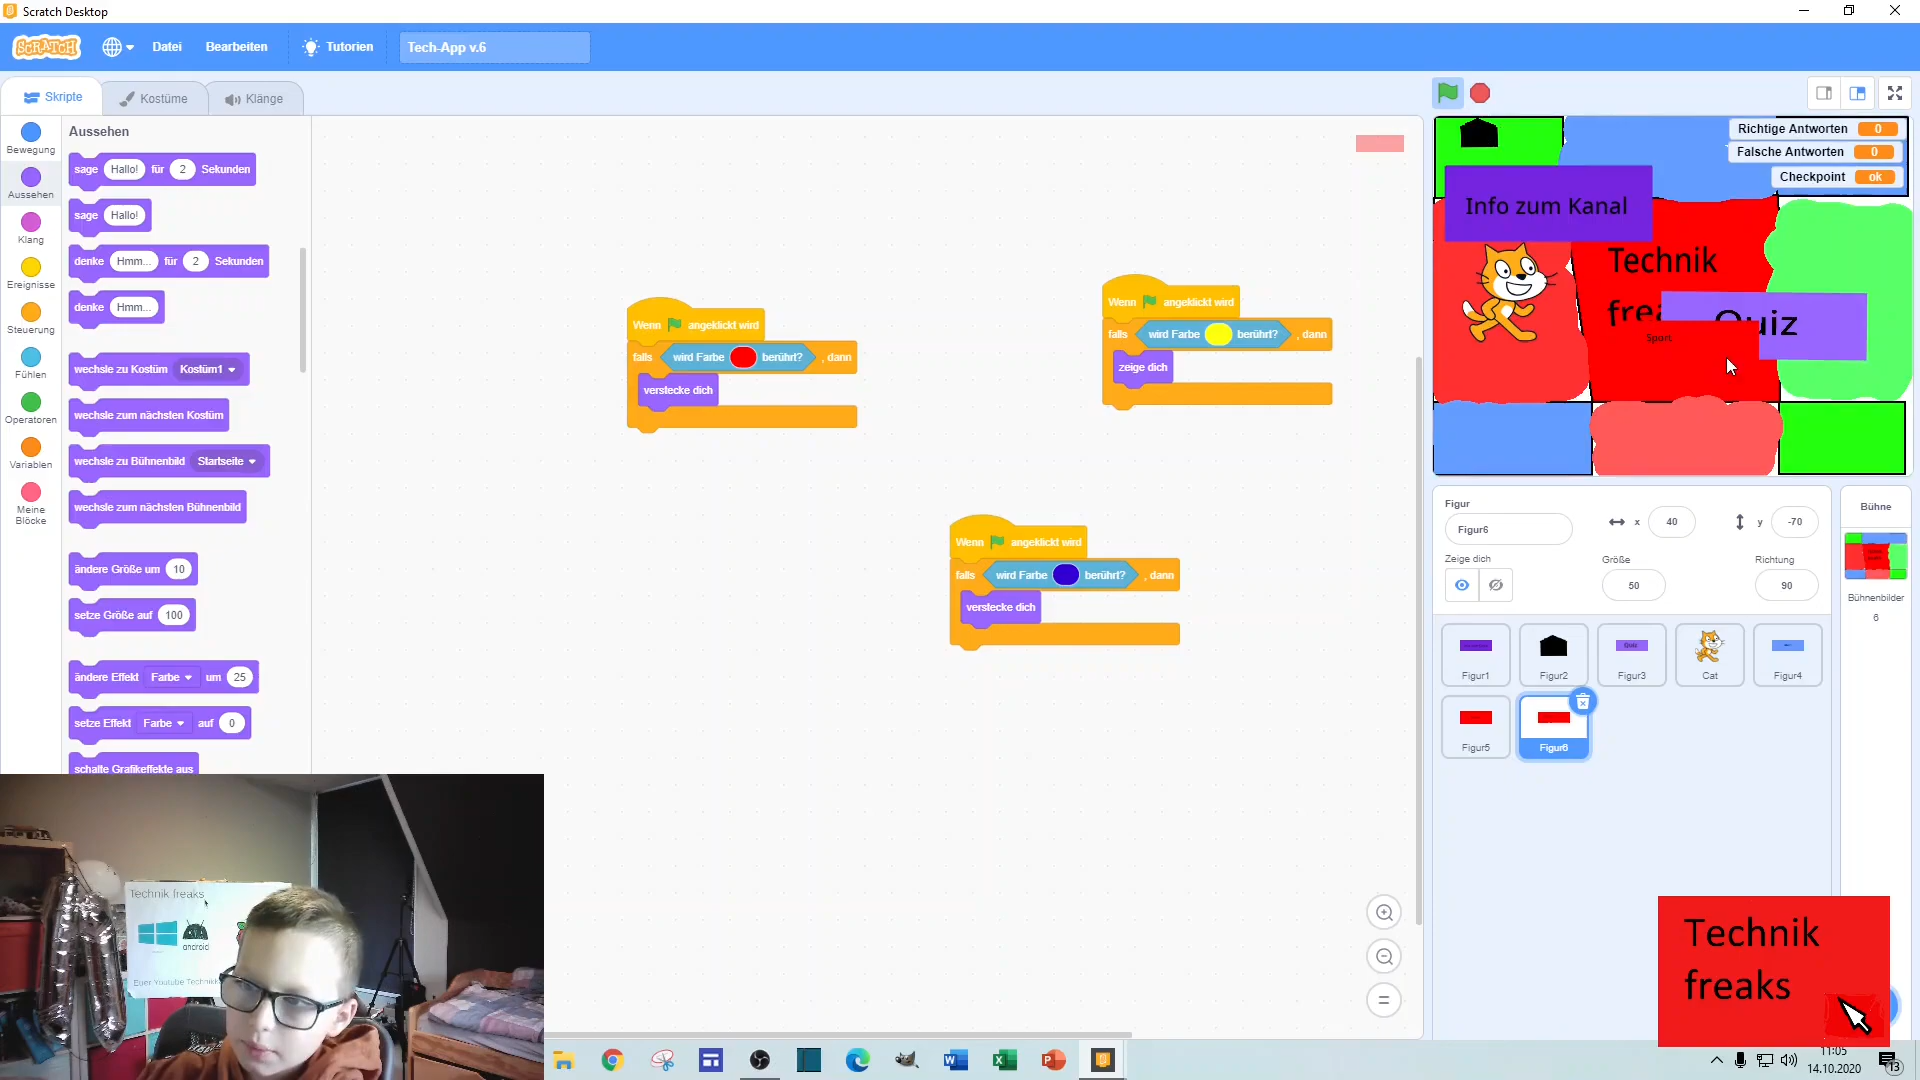 Scratch Desktop
SCRATCH
Datei
Bearbeiten
Tutorien
Tech-App v.6
Skripte
Kostüme
Klänge
Bewegung
Aussehen
Klang
Ereignisse
Steuerung
Fühlen
Operatoren
Variablen
Meine
Blöcke
Aussehen
sage Hallo! für 2 Sekunden
sage Hallo!
denke Hmm... für 2 Sekunden
denke Hmm...
wechsle zu Kostüm Kostüm1
wechsle zum nächsten Kostüm
wechsle zu Bühnenbild Startseite
wechsle zum nächsten Bühnenbild
ändere Größe um 10
setze Größe auf 100
ändere Effekt Farbe um 25
setze Effekt Farbe auf 0
schalte Grafikeffekte aus
Wenn angeklickt wird
falls wird Farbe berührt? , dann
verstecke dich
Wenn angeklickt wird
falls wird Farbe berührt? , dann
zeige dich
Wenn angeklickt wird
falls wird Farbe berührt? , dann
verstecke dich
Richtige Antworten 0
Falsche Antworten 0
Checkpoint ok
Info zum Kanal
Technik
Quiz
Sport
Figur
Figur6
x 40
y -70
Zeige dich
Größe
50
Richtung
90
Bühne
Bühnenbilder
6
Figur1
Figur2
Quiz
Figur3
Cat
Figur4
Figur5
Figur6
Technik freaks
android
Technik
freaks
11:05
14.10.2020
13